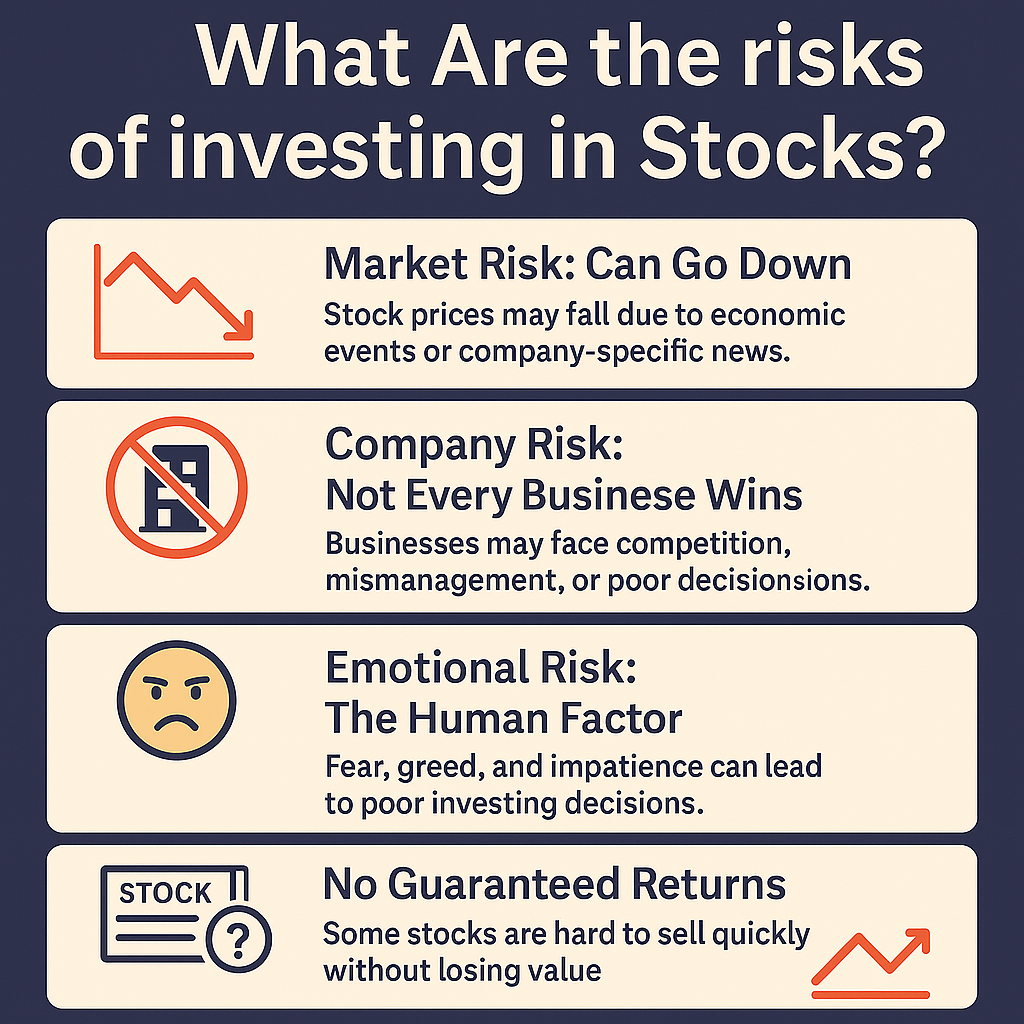 What Are the risks
of investing in Stocks?
Market Risk: Can Go Down
Stock prices may fall due to economic
events or company-specific news.
Company Risk:
Not Every Businese Wins
Businesses may face competition,
mismanagement, or poor decisionsions.
Emotional Risk:
The Human Factor
Fear, greed, and impatience can lead
to poor investing decisions.
STOCK
?
No Guaranteed Returns
Some stocks are hard to sell quickly
without losing value